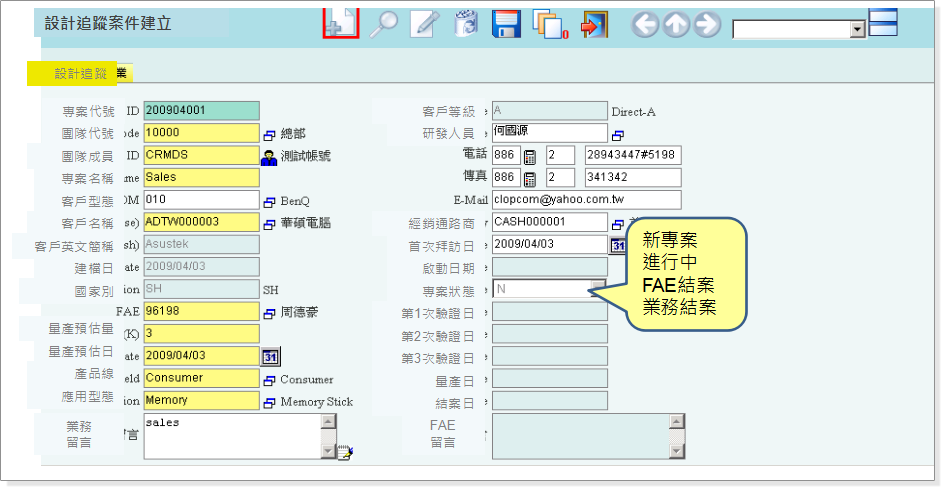 設計追蹤案件建立
0
設計追蹤 業
專案代號 ID 200904001 客戶等級 e A Direct-A
團隊代號 ode 10000 總部 研發人員 e 何國源
團隊成員 ID CRMDS 測試帳號 電話 886 2 28943447#5198
專案名稱 me Sales 傳真 886 2 341342
客戶型態 OM 010 BenQ E-Mail clopcom@yahoo.com.tw
客戶名稱 se) ADTW000003 華碩電腦 經銷通路商 r CASH000001
客戶英文簡稱 sh) Asustek 首次拜訪日 e 2009/04/03 31
建檔日 ate 2009/04/03 啟動日期 e
國家別 ion SH SH 專案狀態 e N
新專案
進行中
FAE結案
業務結案
FAE 96198 周德豪 第1次驗證日 e
量產預估量 (K) 3 第2次驗證日 e
量產預估日 ate 2009/04/03 31 第3次驗證日 e
產品線 eld Consumer Consumer 量產日 e
應用型態 ion Memory Memory Stick 結案日 e
業務 sales FAE
留言 言 留言